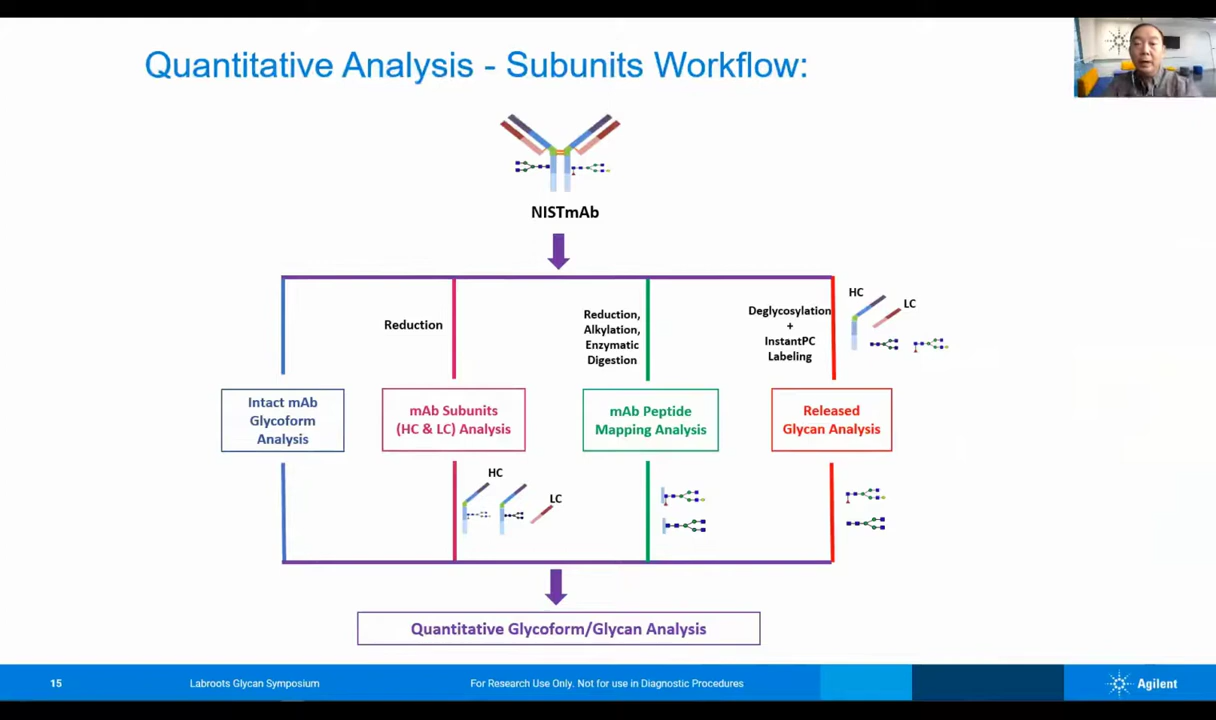 Quantitative Analysis - Subunits Workflow:
NISTmAb
Reduction
Reduction,
Alkylation,
Enzymatic
Digestion
Deglycosylation
+
InstantPC
Labeling
HC
LC
Intact mAb
Glycoform
Analysis
mAb Subunits
(HC & LC) Analysis
mAb Peptide
Mapping Analysis
Released
Glycan Analysis
HC
LC
Quantitative Glycoform/Glycan Analysis
15
Labroots Glycan Symposium
For Research Use Only. Not for use in Diagnostic Procedures
Agilent